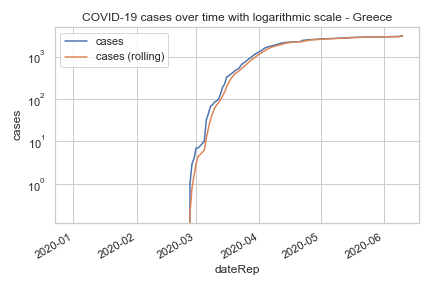 COVID-19 cases over time with logarithmic scale - Greece
cases
cases (rolling)
10³
10²
10¹
10⁰
cases
2020-01
2020-02
2020-03
2020-04
2020-05
2020-06
dateRep